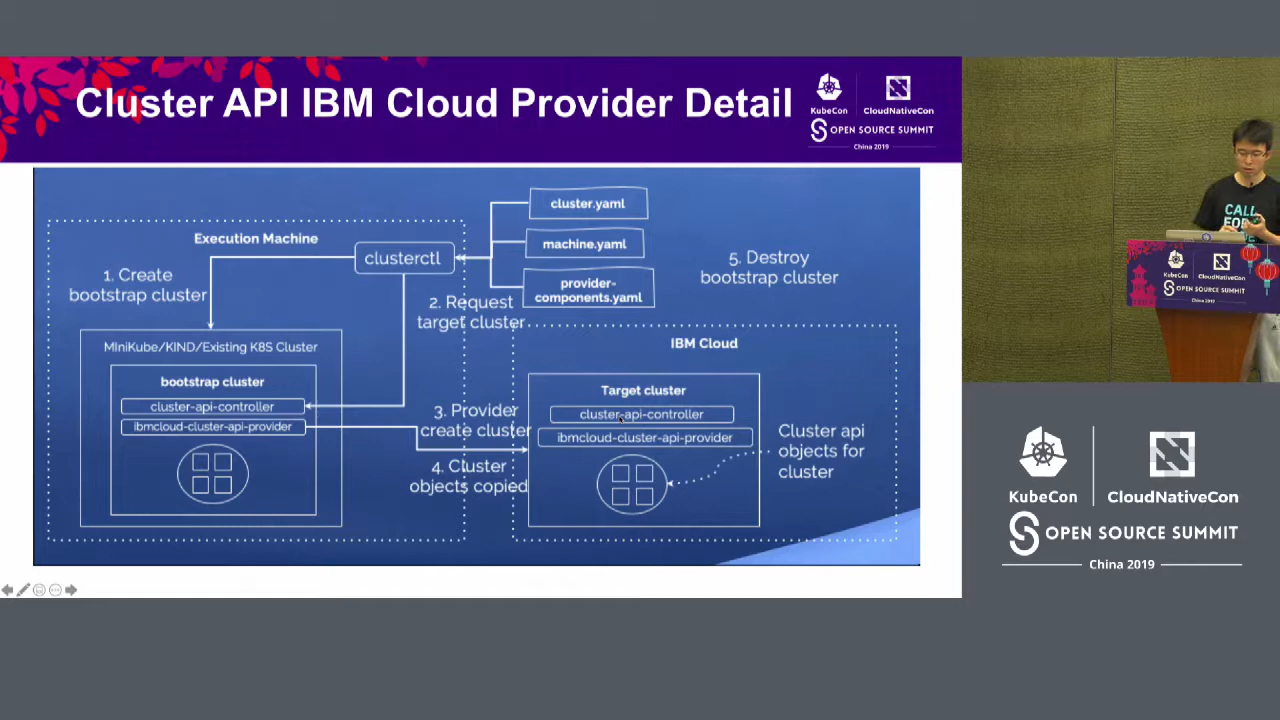 Cluster API IBM Cloud Provider Detail
KubeCon
CloudNativeCon
OPEN SOURCE SUMMIT
China 2019
cluster.yaml
machine.yaml
provider-
components.yaml
Execution Machine
clusterctl
1. Create
bootstrap cluster
2. Request
target cluster
5. Destroy
bootstrap cluster
MIniKube/KIND/Existing K8S Cluster
bootstrap cluster
cluster-api-controller
ibmcloud-cluster-api-provider
3. Provider
create cluster
4. Cluster
objects copied
IBM Cloud
Target cluster
cluster-api-controller
ibmcloud-cluster-api-provider
Cluster api
objects for
cluster
CALL
FOR
KubeCon
CloudNativeCon
OPEN SOURCE SUMMIT
China 2019
KubeCon
CloudNativeCon
OPEN SOURCE SUMMIT
China 2019